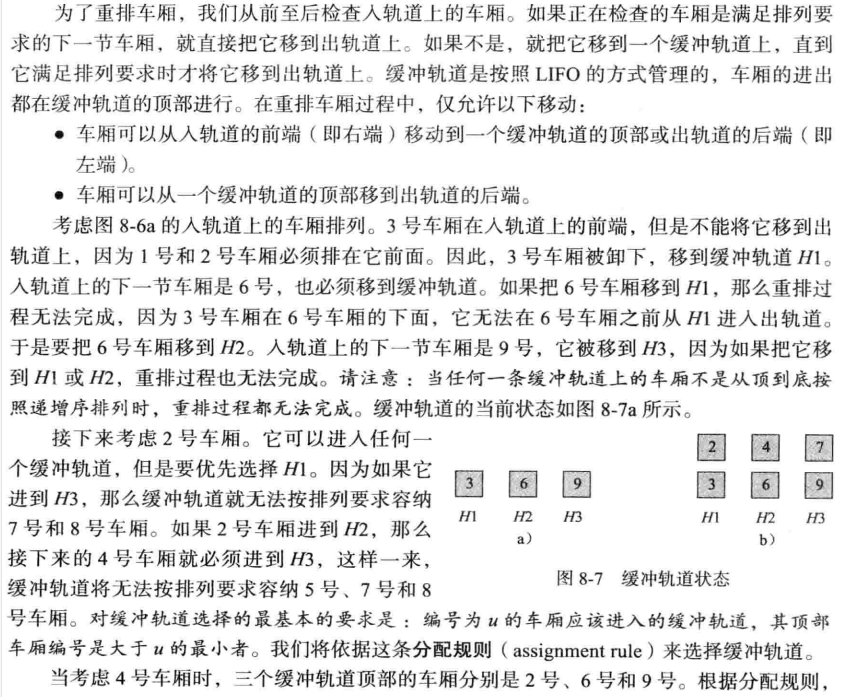 为了重排车厢，我们从前至后检查入轨道上的车厢。如果正在检查的车厢是满足排列要
求的下一节车厢，就直接把它移到出轨道上。如果不是，就把它移到一个缓冲轨道上，直到
它满足排列要求时才将它移到出轨道上。缓冲轨道是按照 LIFO 的方式管理的，车厢的进出
都在缓冲轨道的顶部进行。在重排车厢过程中，仅允许以下移动：
● 车厢可以从入轨道的前端（即右端）移动到一个缓冲轨道的顶部或出轨道的后端（即
左端）。
● 车厢可以从一个缓冲轨道的顶部移到出轨道的后端。
考虑图 8-6a 的入轨道上的车厢排列。3 号车厢在入轨道上的前端，但是不能将它移到出
轨道上，因为 1 号和 2 号车厢必须排在它前面。因此，3 号车厢被卸下，移到缓冲轨道 H1。
入轨道上的下一节车厢是 6 号，也必须移到缓冲轨道。如果把 6 号车厢移到 H1，那么重排过
程无法完成，因为 3 号车厢在 6 号车厢的下面，它无法在 6 号车厢之前从 H1 进入出轨道。
于是要把 6 号车厢移到 H2。入轨道上的下一节车厢是 9 号，它被移到 H3，因为如果把它移
到 H1 或 H2，重排过程也无法完成。请注意：当任何一条缓冲轨道上的车厢不是从顶到底按
照递增序排列时，重排过程都无法完成。缓冲轨道的当前状态如图 8-7a 所示。
接下来考虑 2 号车厢。它可以进入任何一
个缓冲轨道，但是要优先选择 H1。因为如果它
进到 H3，那么缓冲轨道就无法按排列要求容纳
7 号和 8 号车厢。如果 2 号车厢进到 H2，那么
接下来的 4 号车厢就必须进到 H3，这样一来，
缓冲轨道将无法按排列要求容纳 5 号、7 号和 8
2 4 7
3 6 9 3 6 9
H1 H2 H3 H1 H2 H3
a） b）
图 8-7 缓冲轨道状态
号车厢。对缓冲轨道选择的最基本的要求是：编号为 u 的车厢应该进入的缓冲轨道，其顶部
车厢编号是大于 u 的最小者。我们将依据这条分配规则（assignment rule）来选择缓冲轨道。
当考虑 4 号车厢时，三个缓冲轨道顶部的车厢分别是 2 号、6 号和 9 号。根据分配规则，